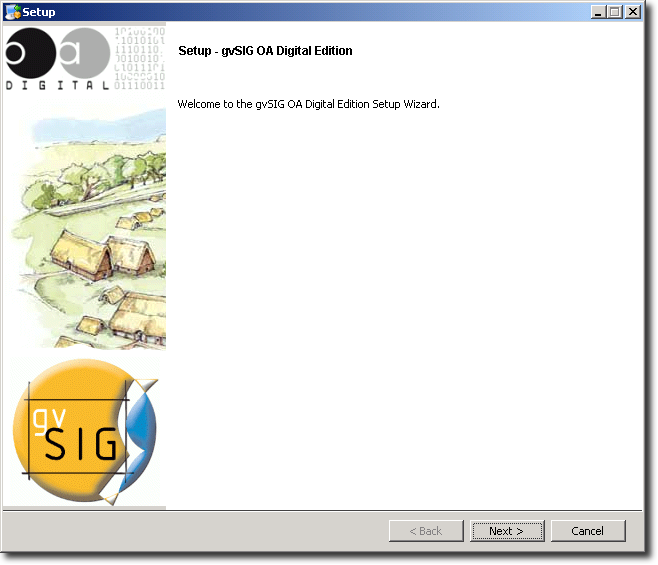 Setup
oa
DIGITAL
Setup - gvSIG OA Digital Edition
Welcome to the gvSIG OA Digital Edition Setup Wizard.
gv
SIG
< Back
Next >
Cancel